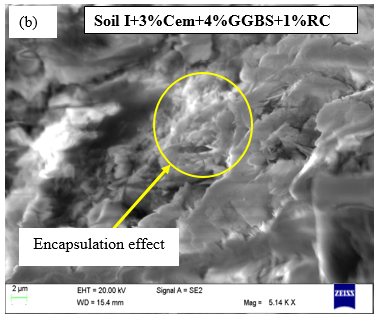 (b)
Soil I+3%Cem+4%GGBS+1%RC
Encapsulation effect
2 µm
EHT = 20.00 kV
Signal A = SE2
WD = 15.4 mm
Mag = 5.14 K X
ZEISS